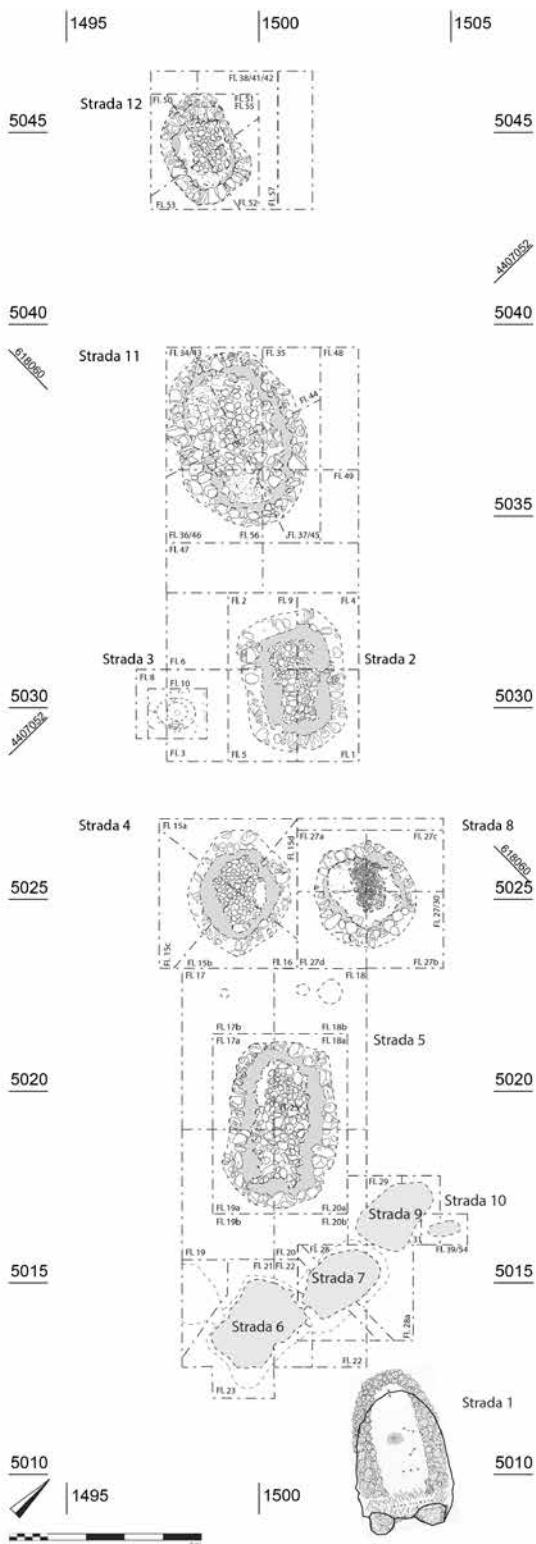 1495 1500 1505
Fl. 38/41/42
Strada 12
Fl. 50 Fl. 51
Fl. 55
5045 5045
Fl. 57
Fl. 53 Fl. 52
4407052
5040 5040
Strada 11
Fl. 34/43 Fl. 35 Fl. 48
618060
Fl. 44
Fl. 49
5035 5035
Fl. 36/46 Fl. 56 Fl. 37/45
Fl. 47
Fl. 2 Fl. 9 Fl. 4
Strada 3 Fl. 6 Strada 2
Fl. 8
Fl. 10
5030 5030
4407052
Fl. 3 Fl. 5 Fl. 1
Strada 4 Fl. 15a Fl. 15d Fl. 27a Fl. 27c Strada 8
618060
5025 5025
Fl. 27/30
Fl. 15c
Fl. 15b Fl. 16 Fl. 27d Fl. 27b
Fl. 17 Fl. 18
Fl. 17b Fl. 18b
Fl. 17a Fl. 18a Strada 5
5020 5020
Fl. 19a Fl. 20a
Fl. 19b Fl. 20b
Fl. 29
Strada 9 Strada 10
Fl. 39/54
Fl. 19 Fl. 20 Fl. 26
Fl. 21 Fl. 22
5015 5015
Strada 7
Fl. 28a
Strada 6
Fl. 22
Fl. 23
Strada 1
5010 5010
1495 1500